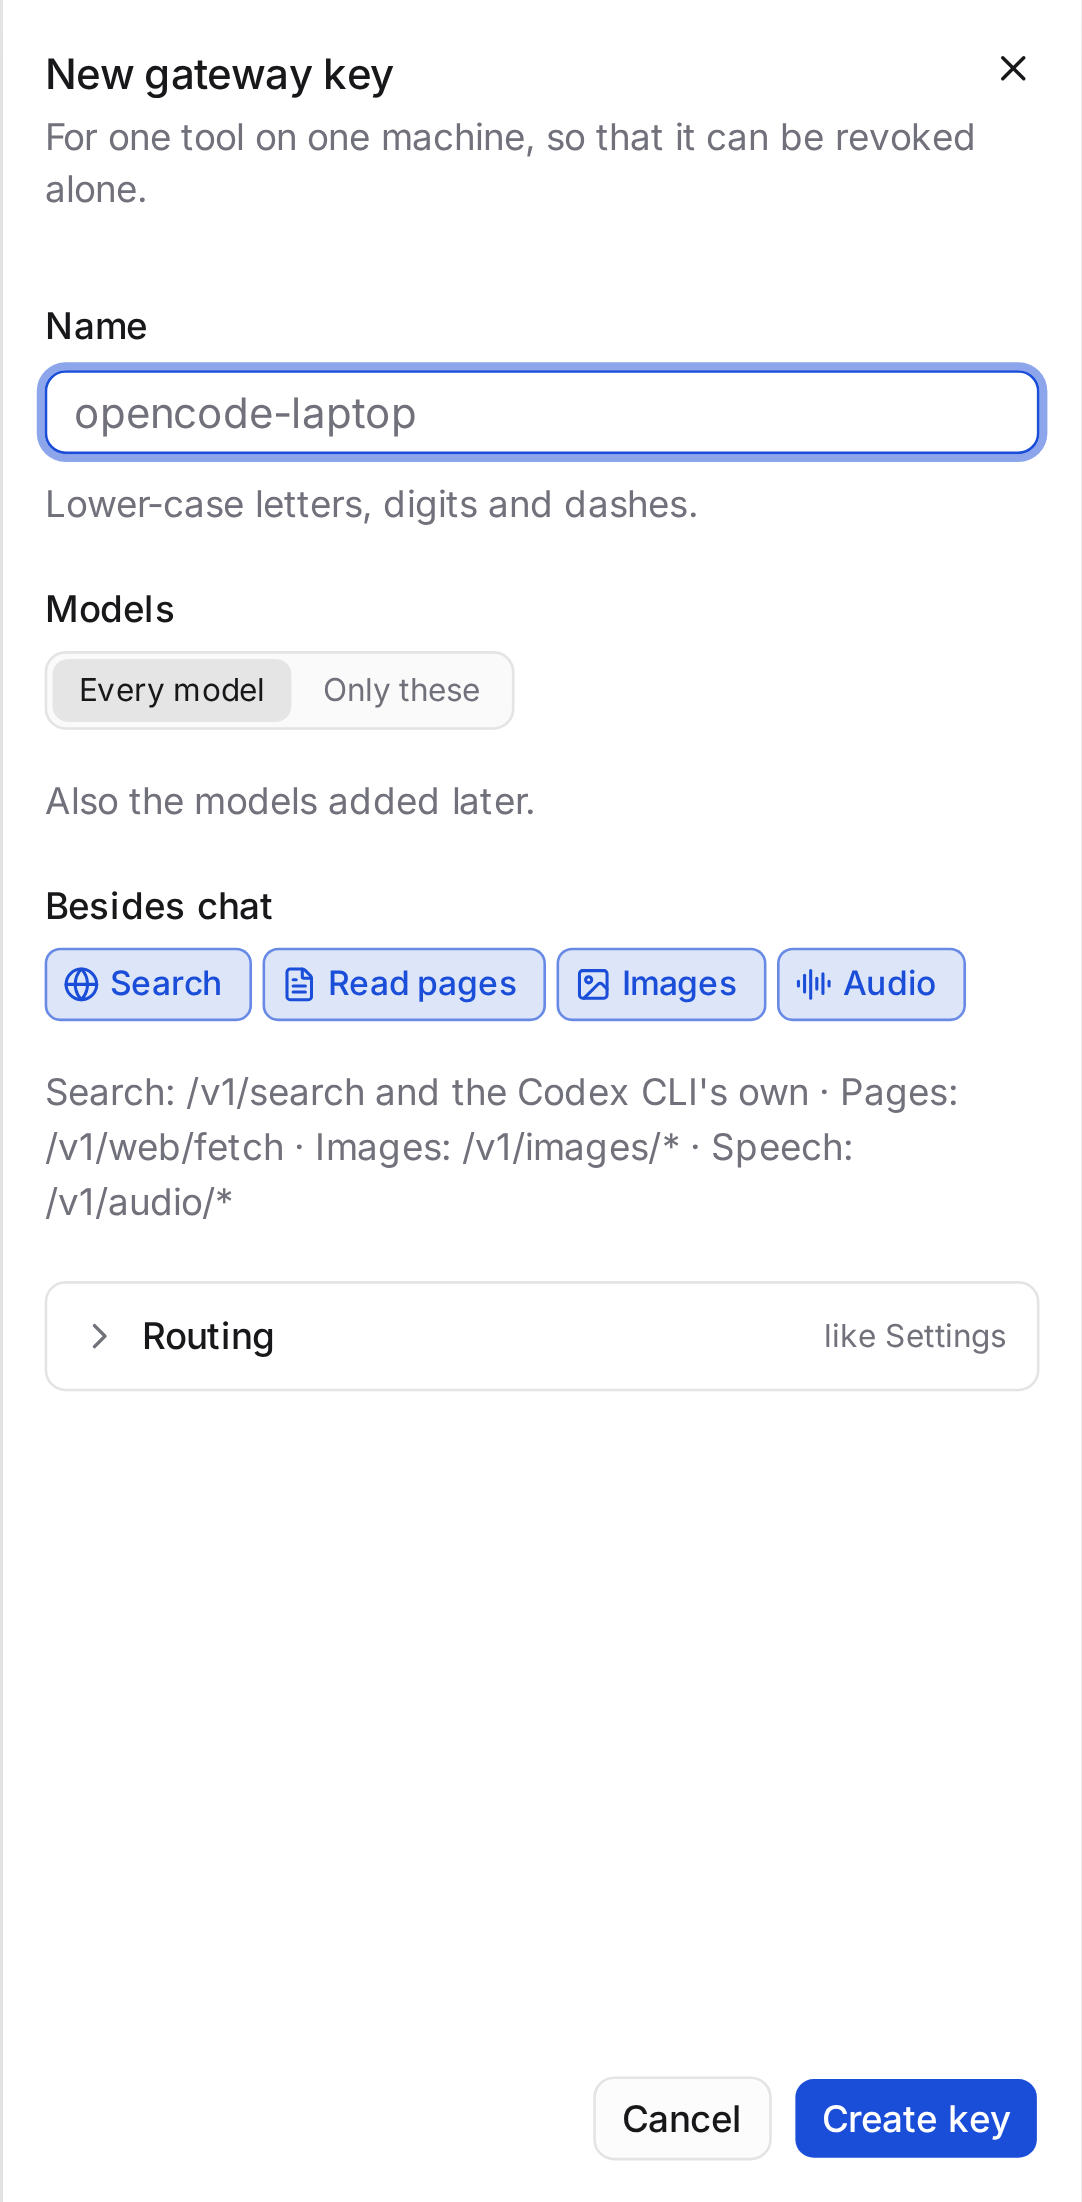 New gateway key
For one tool on one machine, so that it can be revoked
alone.
Name
opencode-laptop
Lower-case letters, digits and dashes.
Models
Every model Only these
Also the models added later.
Besides chat
Search Read pages Images Audio
Search: /v1/search and the Codex CLI's own · Pages:
/v1/web/fetch · Images: /v1/images/* · Speech:
/v1/audio/*
Routing like Settings
Cancel Create key